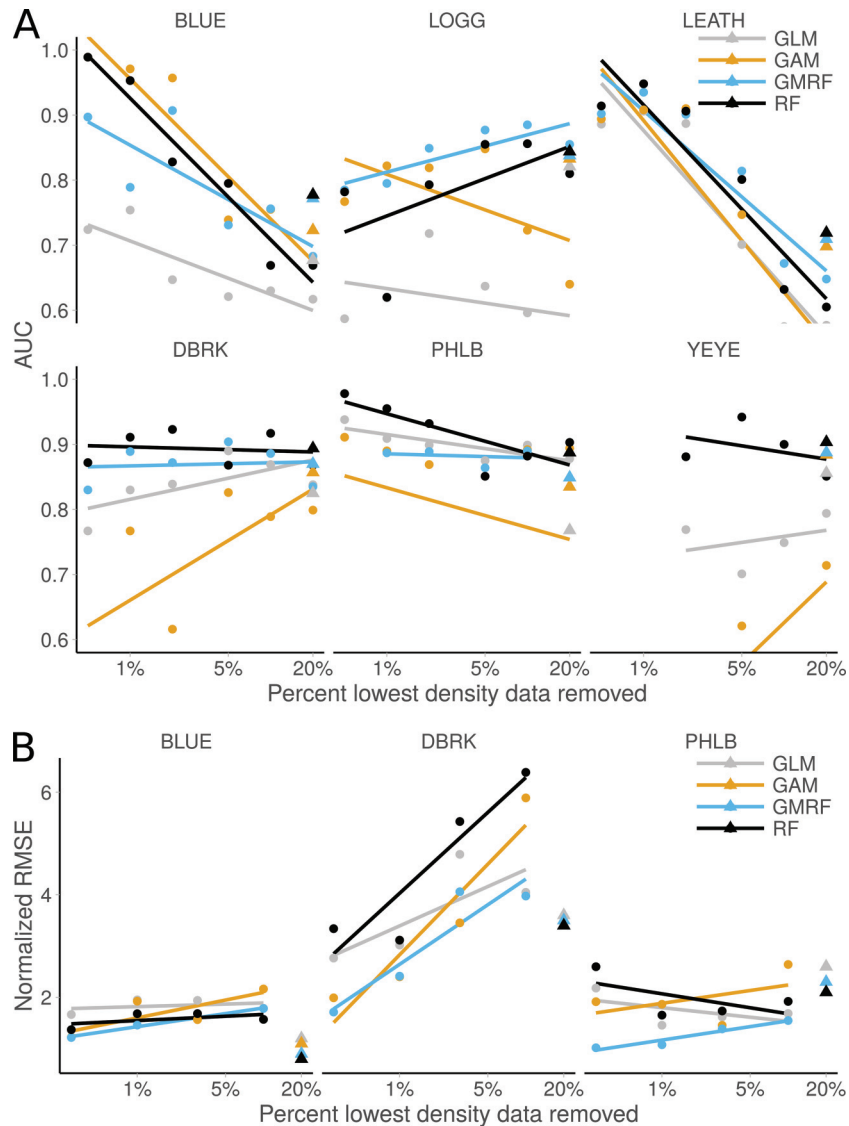 A
BLUE LOGG LEATH
GLM
GAM
GMRF
RF
1.0
0.9
0.8
0.7
0.6
AUC
DBRK PHLB YEYE
1.0
0.9
0.8
0.7
0.6
1% 5% 20% 1% 5% 20% 1% 5% 20%
Percent lowest density data removed
B
BLUE DBRK PHLB
GLM
GAM
GMRF
RF
6
4
2
Normalized RMSE
1% 5% 20% 1% 5% 20% 1% 5% 20%
Percent lowest density data removed